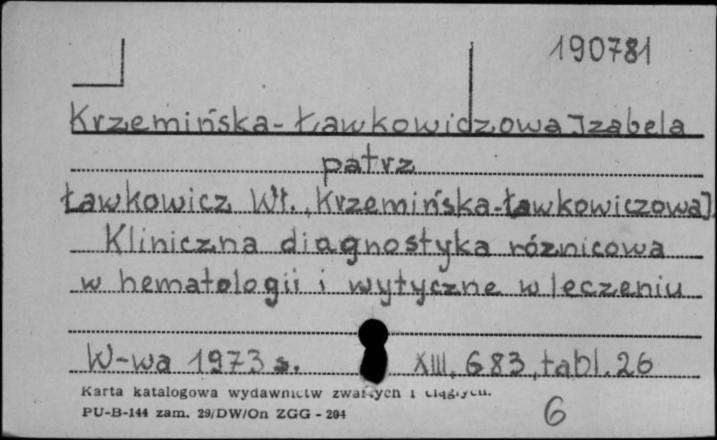 190781
Krzemińska-Ławkowidzowa Izabela
patrz
Ławkowicz Wł., Krzemińska-Ławkowiczowa I
Kliniczna diagnostyka różnicowa
w hematologii i wytyczne w leczeniu
W-wa 1973 s. XIII, 683, tabl. 26
Karta katalogowa wydawnictw zwartych i ciągłych.
PU-B-144 zam. 29/DW/On ZGG - 204
6